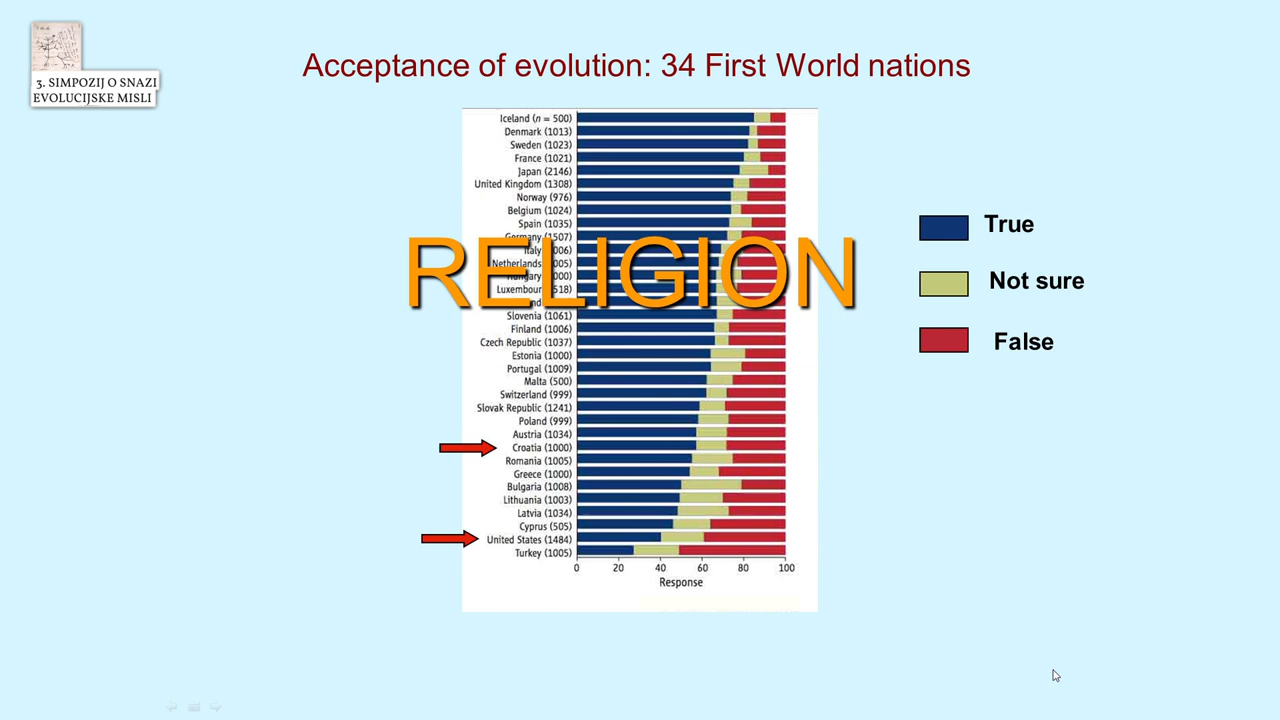 3. SIMPOZIJ O SNAZI
EVOLUCIJSKE MISLI
Acceptance of evolution: 34 First World nations
Iceland (n = 500)
Denmark (1013)
Sweden (1023)
France (1021)
Japan (2146)
United Kingdom (1308)
Norway (976)
Belgium (1024)
Spain (1035)
Germany (1507)
Italy
Netherlands
RELIGION
Hungary
Luxembourg
Slovenia (1061)
Finland (1006)
Czech Republic (1037)
Estonia (1000)
Portugal (1009)
Malta (500)
Switzerland (999)
Slovak Republic (1241)
Poland (999)
Austria (1034)
Croatia (1000)
Romania (1005)
Greece (1000)
Bulgaria (1008)
Lithuania (1003)
Latvia (1034)
Cyprus (505)
United States (1484)
Turkey (1005)
0 20 40 60 80 100
Response
True
Not sure
False